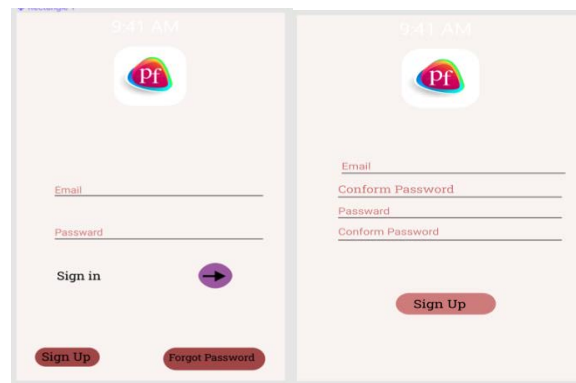 Rectangle
9:41 AM
pf
Email
Passward
Sign in
Sign Up
Forgot Password
9:41 AM
pf
Email
Conform Password
Passward
Conform Password
Sign Up